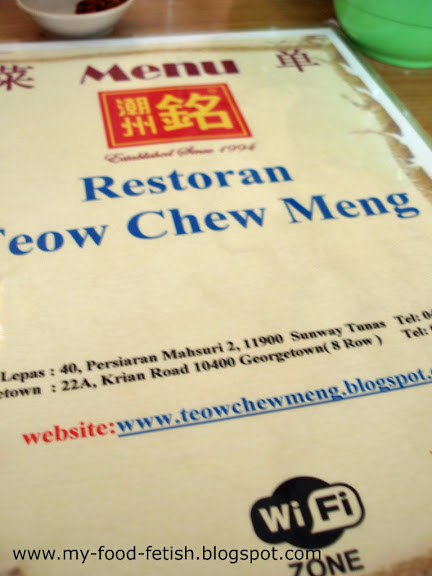 菜 Menu 单
潮州 銘
Established Since 1994
Restoran
Teow Chew Meng
Lepas : 40, Persiaran Mahsuri 2, 11900 Sunway Tunas Tel: 04
etown : 22A, Krian Road 10400 Georgetown( 8 Row ) Tel:
website:www.teowchewmeng.blogspot.
WiFi
ZONE
www.my-food-fetish.blogspot.com